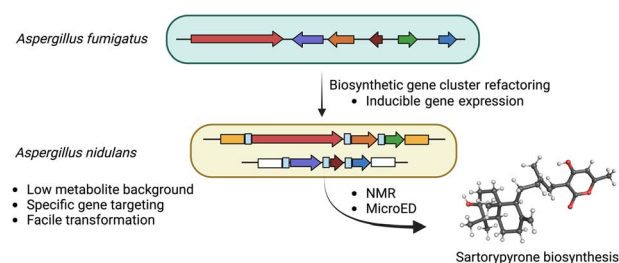 Aspergillus fumigatus
Biosynthetic gene cluster refactoring
• Inducible gene expression
Aspergillus nidulans
• Low metabolite background
• Specific gene targeting
• Facile transformation
• NMR
• MicroED
Sartorypyrone biosynthesis